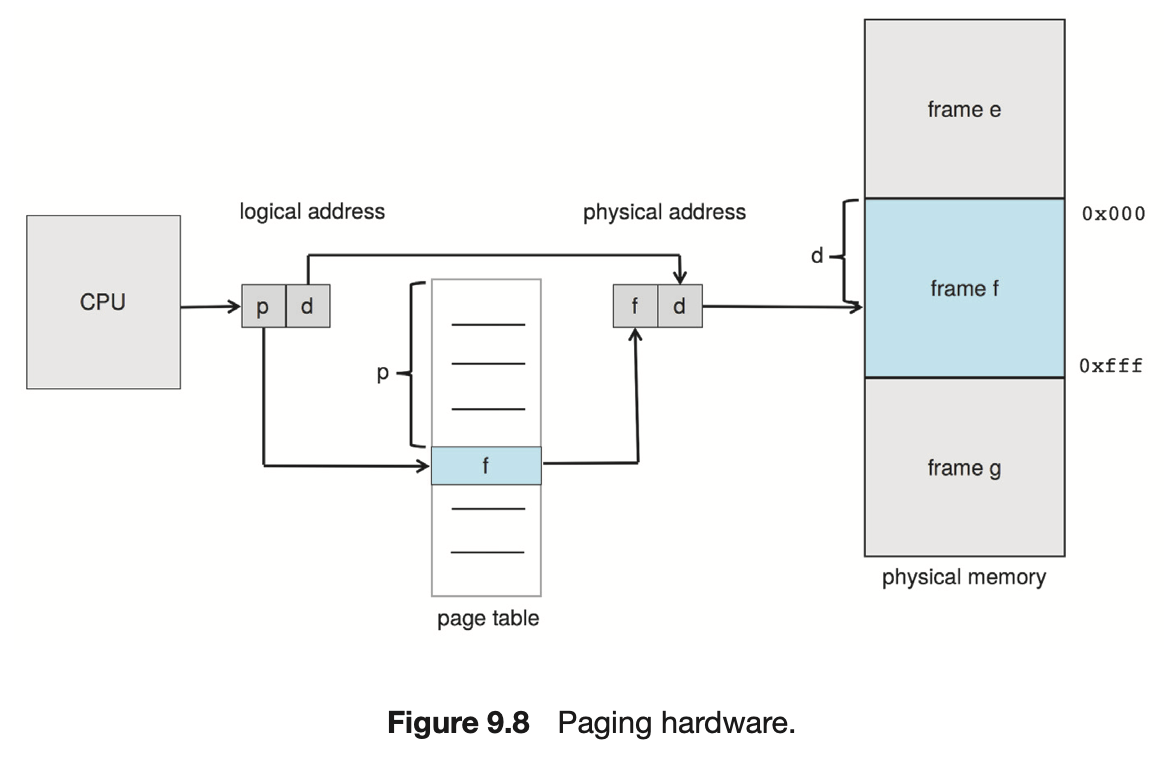 frame e
logical address
physical address
0x000
d
CPU
p d
f d
frame f
p
0xfff
f
frame g
physical memory
page table
Figure 9.8 Paging hardware.